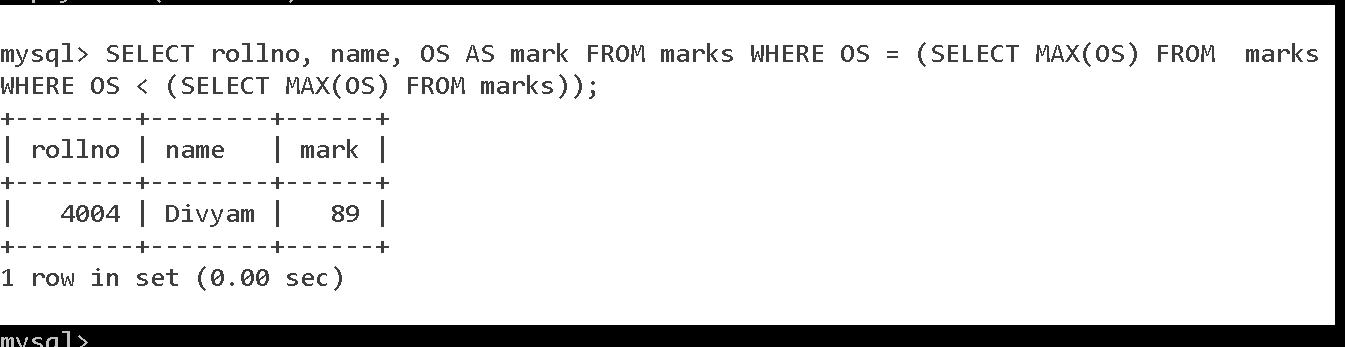 mysql> SELECT rollno, name, OS AS mark FROM marks WHERE OS = (SELECT MAX(OS) FROM  marks
WHERE OS < (SELECT MAX(OS) FROM marks));
+--------+--------+------+
| rollno | name   | mark |
+--------+--------+------+
|   4004 | Divyam |   89 |
+--------+--------+------+
1 row in set (0.00 sec)
mysql>